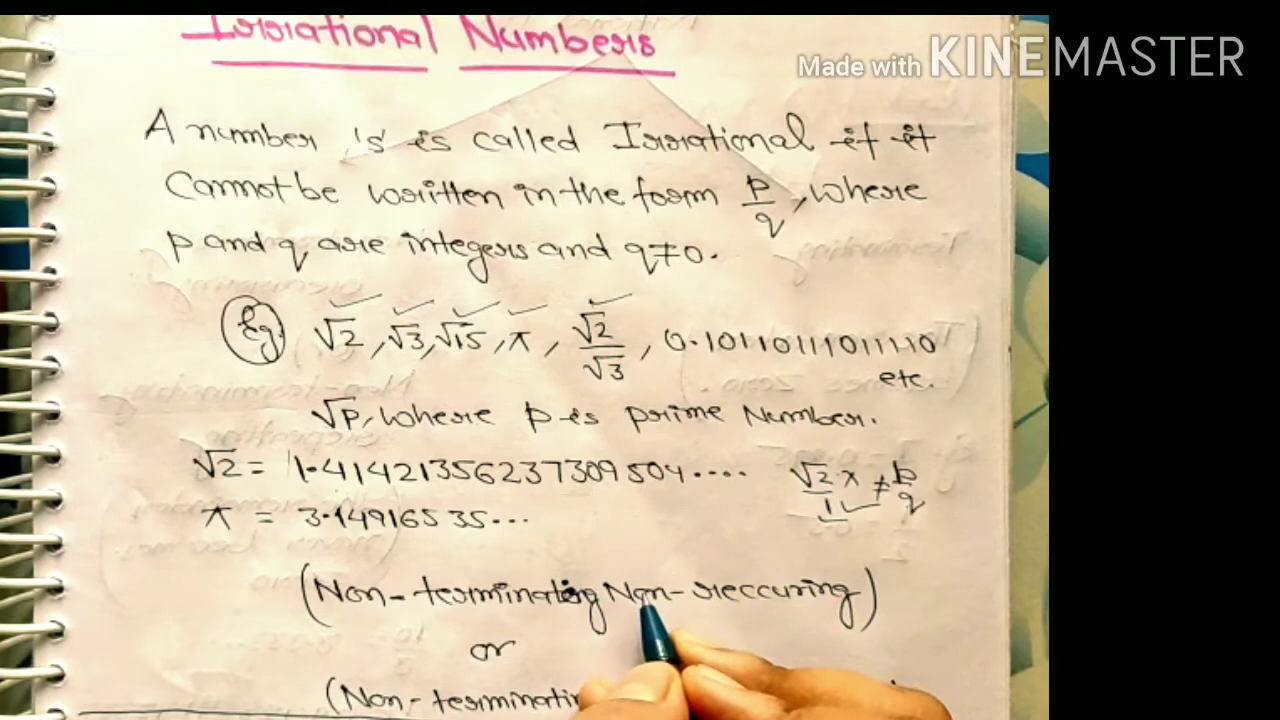 Irrational Numbers
Made with KINEMASTER
A number 's' is called Irrational if it
Cannot be written in the form p/q, where
p and q are integers and q≠0.
Eg. √2, √3, √15, π, √2/√3, 0.10110111011110
etc.
√p, where p is prime Number.
√2 = 1.41421356237309504....
√2/1 x ≠ p/q
π = 3.14916535...
(Non-terminating Non-reccuring)
or
(Non-terminatin